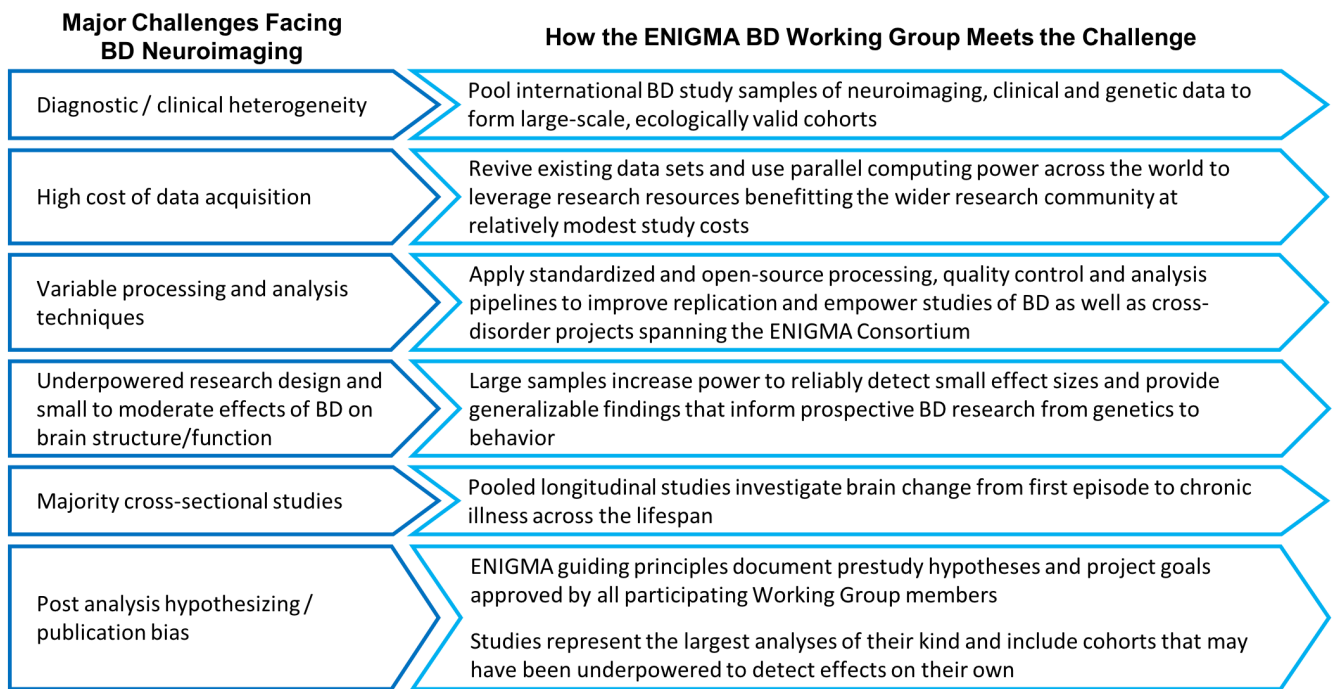 Major Challenges Facing
BD Neuroimaging
How the ENIGMA BD Working Group Meets the Challenge
Diagnostic / clinical heterogeneity
Pool international BD study samples of neuroimaging, clinical and genetic data to
form large-scale, ecologically valid cohorts
High cost of data acquisition
Revive existing data sets and use parallel computing power across the world to
leverage research resources benefitting the wider research community at
relatively modest study costs
Variable processing and analysis
techniques
Apply standardized and open-source processing, quality control and analysis
pipelines to improve replication and empower studies of BD as well as cross-
disorder projects spanning the ENIGMA Consortium
Underpowered research design and
small to moderate effects of BD on
brain structure/function
Large samples increase power to reliably detect small effect sizes and provide
generalizable findings that inform prospective BD research from genetics to
behavior
Majority cross-sectional studies
Pooled longitudinal studies investigate brain change from first episode to chronic
illness across the lifespan
Post analysis hypothesizing /
publication bias
ENIGMA guiding principles document prestudy hypotheses and project goals
approved by all participating Working Group members
Studies represent the largest analyses of their kind and include cohorts that may
have been underpowered to detect effects on their own